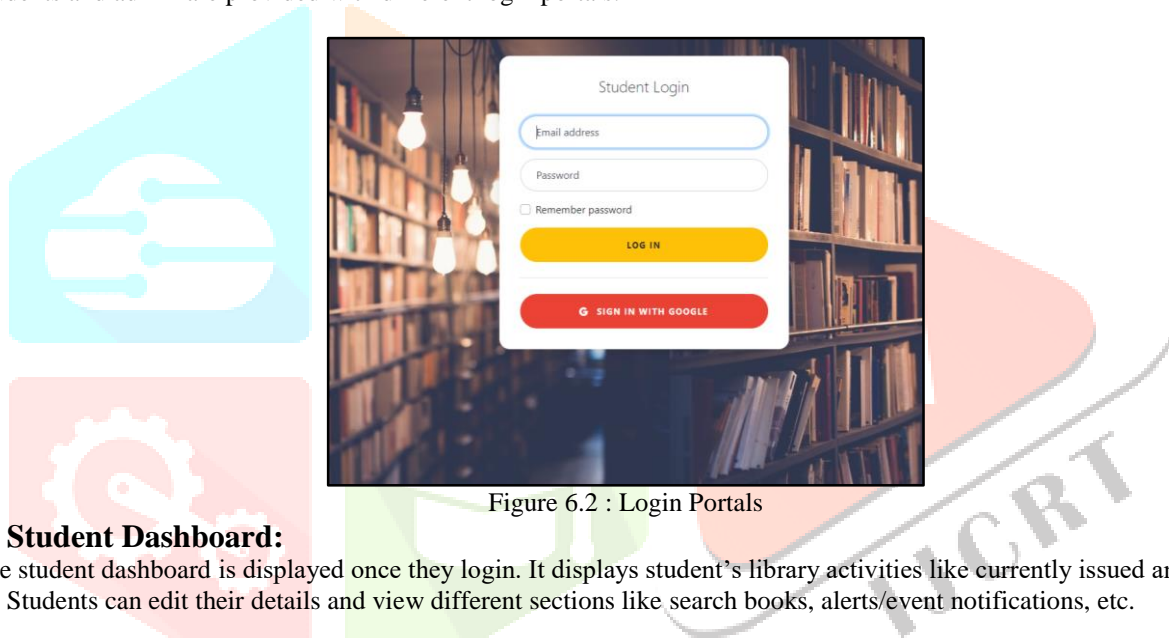 Student Login
Email address
Password
Remember password
LOG IN
G SIGN IN WITH GOOGLE
Figure 6.2 : Login Portals
Student Dashboard:
student dashboard is displayed once they login. It displays student’s library activities like currently issued
Students can edit their details and view different sections like search books, alerts/event notifications, etc.
IJCRT